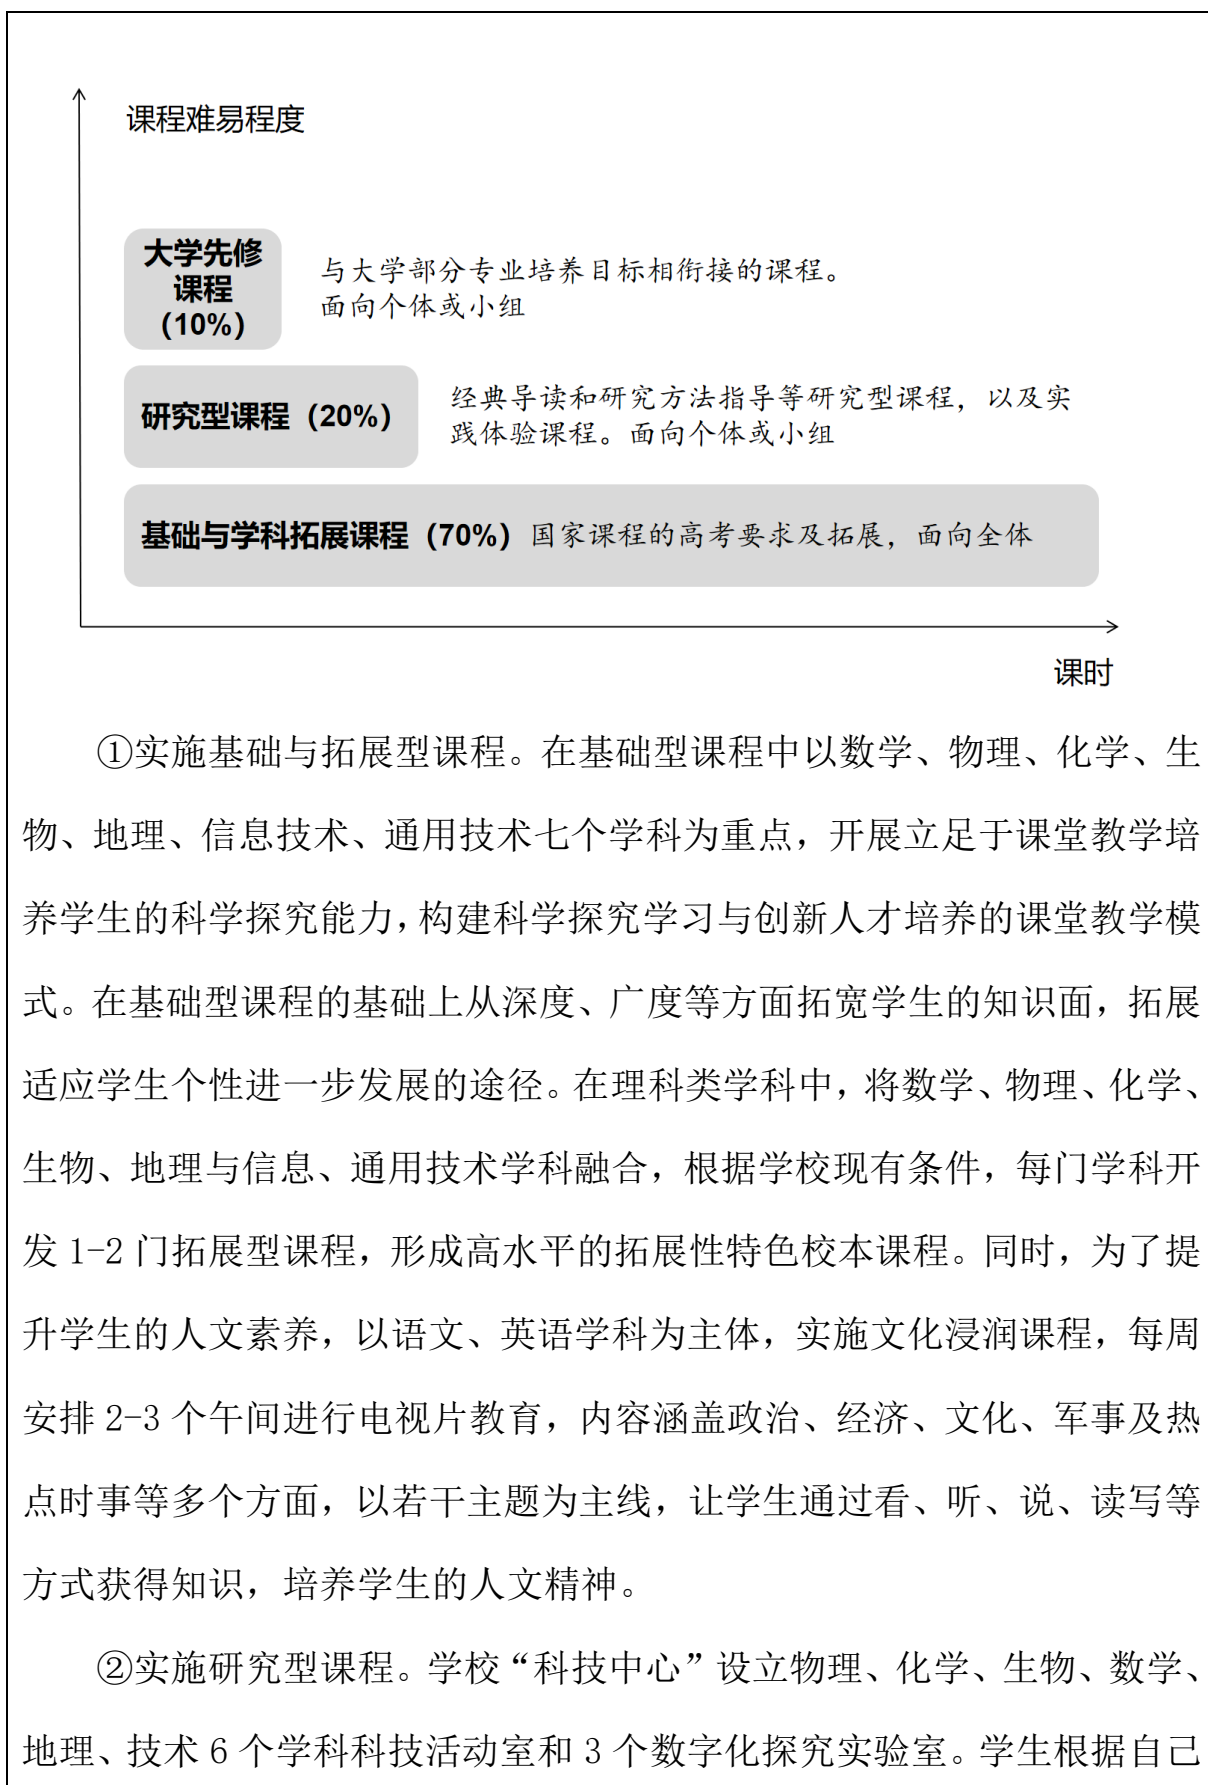 课程难易程度
大学先修
课程
（10%）
与大学部分专业培养目标相衔接的课程。
面向个体或小组
研究型课程（20%）
经典导读和研究方法指导等研究型课程，以及实
践体验课程。面向个体或小组
基础与学科拓展课程（70%）国家课程的高考要求及拓展，面向全体
课时
①实施基础与拓展型课程。在基础型课程中以数学、物理、化学、生
物、地理、信息技术、通用技术七个学科为重点，开展立足于课堂教学培
养学生的科学探究能力，构建科学探究学习与创新人才培养的课堂教学模
式。在基础型课程的基础上从深度、广度等方面拓宽学生的知识面，拓展
适应学生个性进一步发展的途径。在理科类学科中，将数学、物理、化学、
生物、地理与信息、通用技术学科融合，根据学校现有条件，每门学科开
发 1-2 门拓展型课程，形成高水平的拓展性特色校本课程。同时，为了提
升学生的人文素养，以语文、英语学科为主体，实施文化浸润课程，每周
安排 2-3 个午间进行电视片教育，内容涵盖政治、经济、文化、军事及热
点时事等多个方面，以若干主题为主线，让学生通过看、听、说、读写等
方式获得知识，培养学生的人文精神。
②实施研究型课程。学校“科技中心”设立物理、化学、生物、数学、
地理、技术 6 个学科科技活动室和 3 个数字化探究实验室。学生根据自己